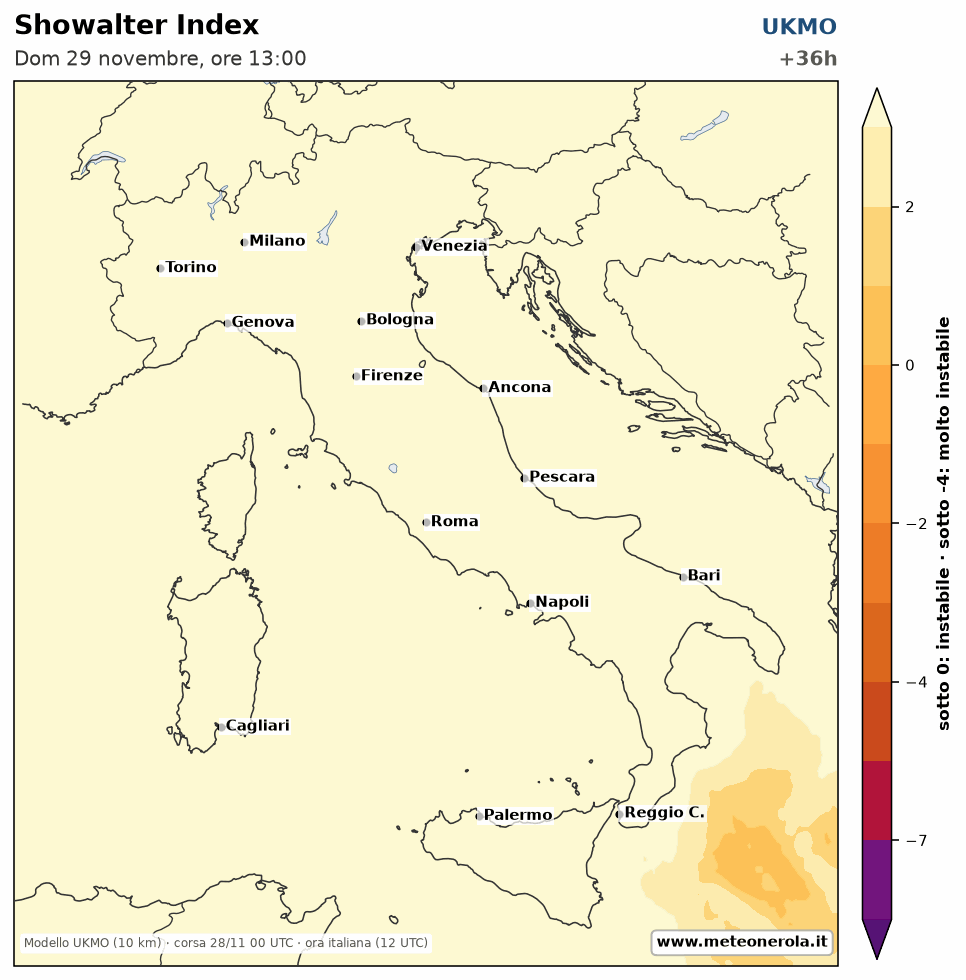 Showalter Index
UKMO
Dom 29 novembre, ore 13:00
+36h
Milano
Venezia
Torino
Genova
Bologna
Firenze
Ancona
Pescara
Roma
Bari
Napoli
Cagliari
Palermo
Reggio C.
2
0
−2
−4
−7
sotto 0: instabile · sotto -4: molto instabile
Modello UKMO (10 km) · corsa 28/11 00 UTC · ora italiana (12 UTC)
www.meteonerola.it